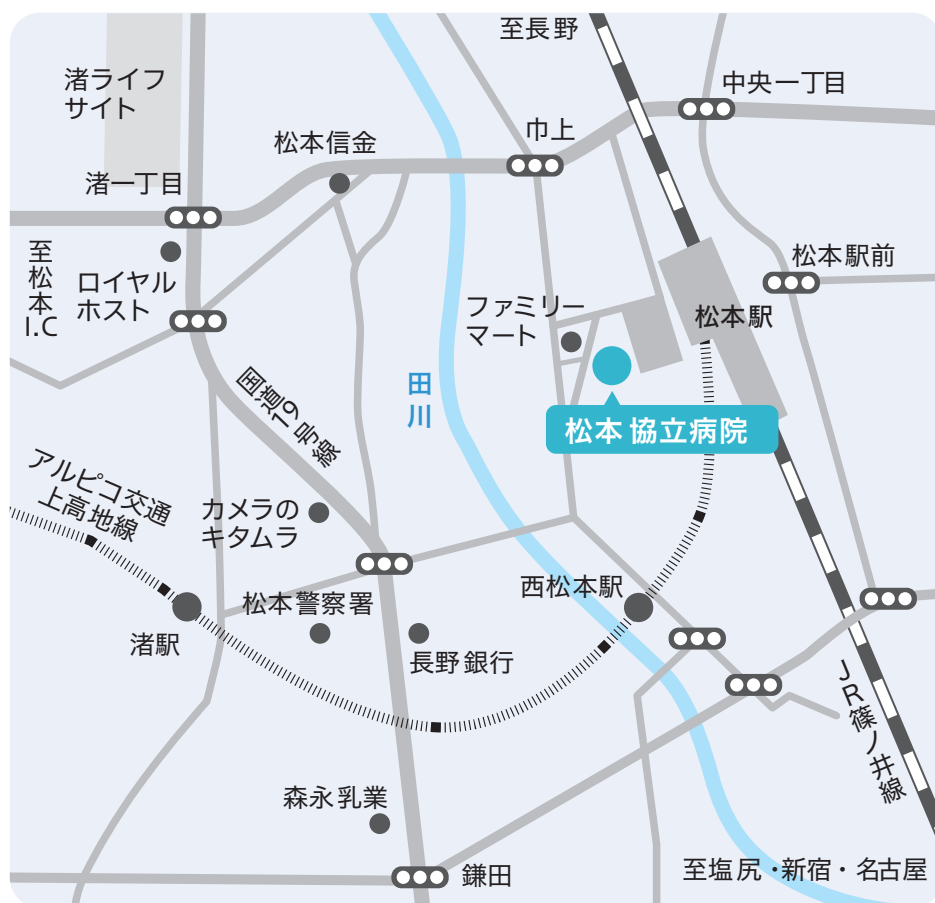 至長野
渚ライフ
サイト
中央一丁目
巾上
松本信金
渚一丁目
至松本I.C
ロイヤル
ホスト
松本駅前
ファミリー
マート
松本駅
田川
国道19号線
松本協立病院
アルピコ交通
上高地線
カメラの
キタムラ
西松本駅
松本警察署
渚駅
長野銀行
JR篠ノ井線
森永乳業
鎌田
至塩尻・新宿・名古屋